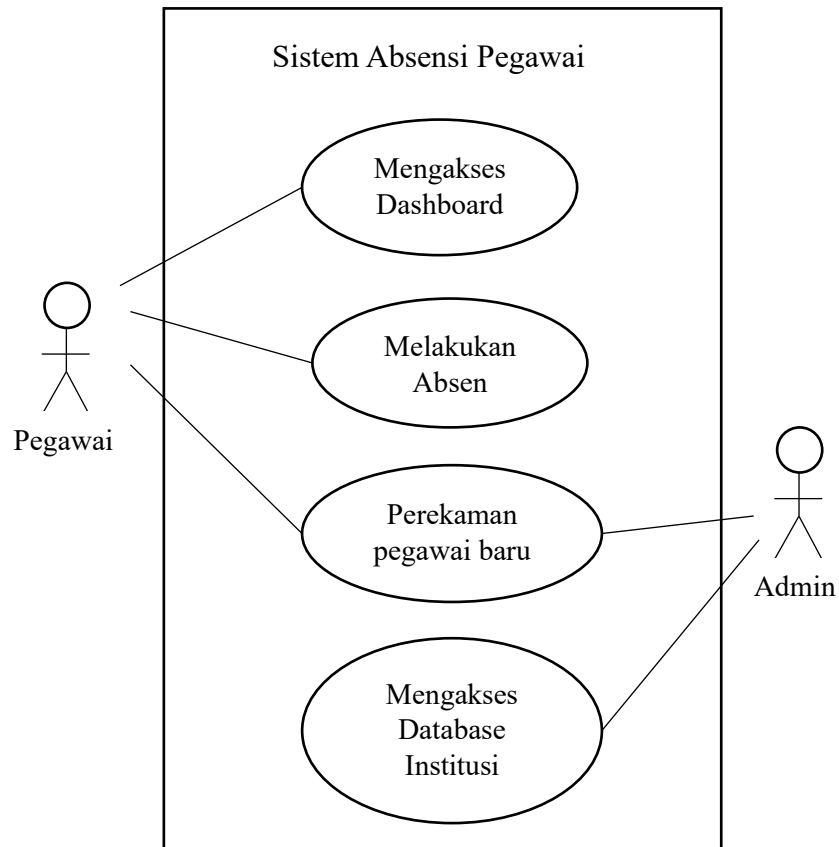 Sistem Absensi Pegawai
Mengakses
Dashboard
Melakukan
Absen
Pegawai
Perekaman
pegawai baru
Admin
Mengakses
Database
Institusi